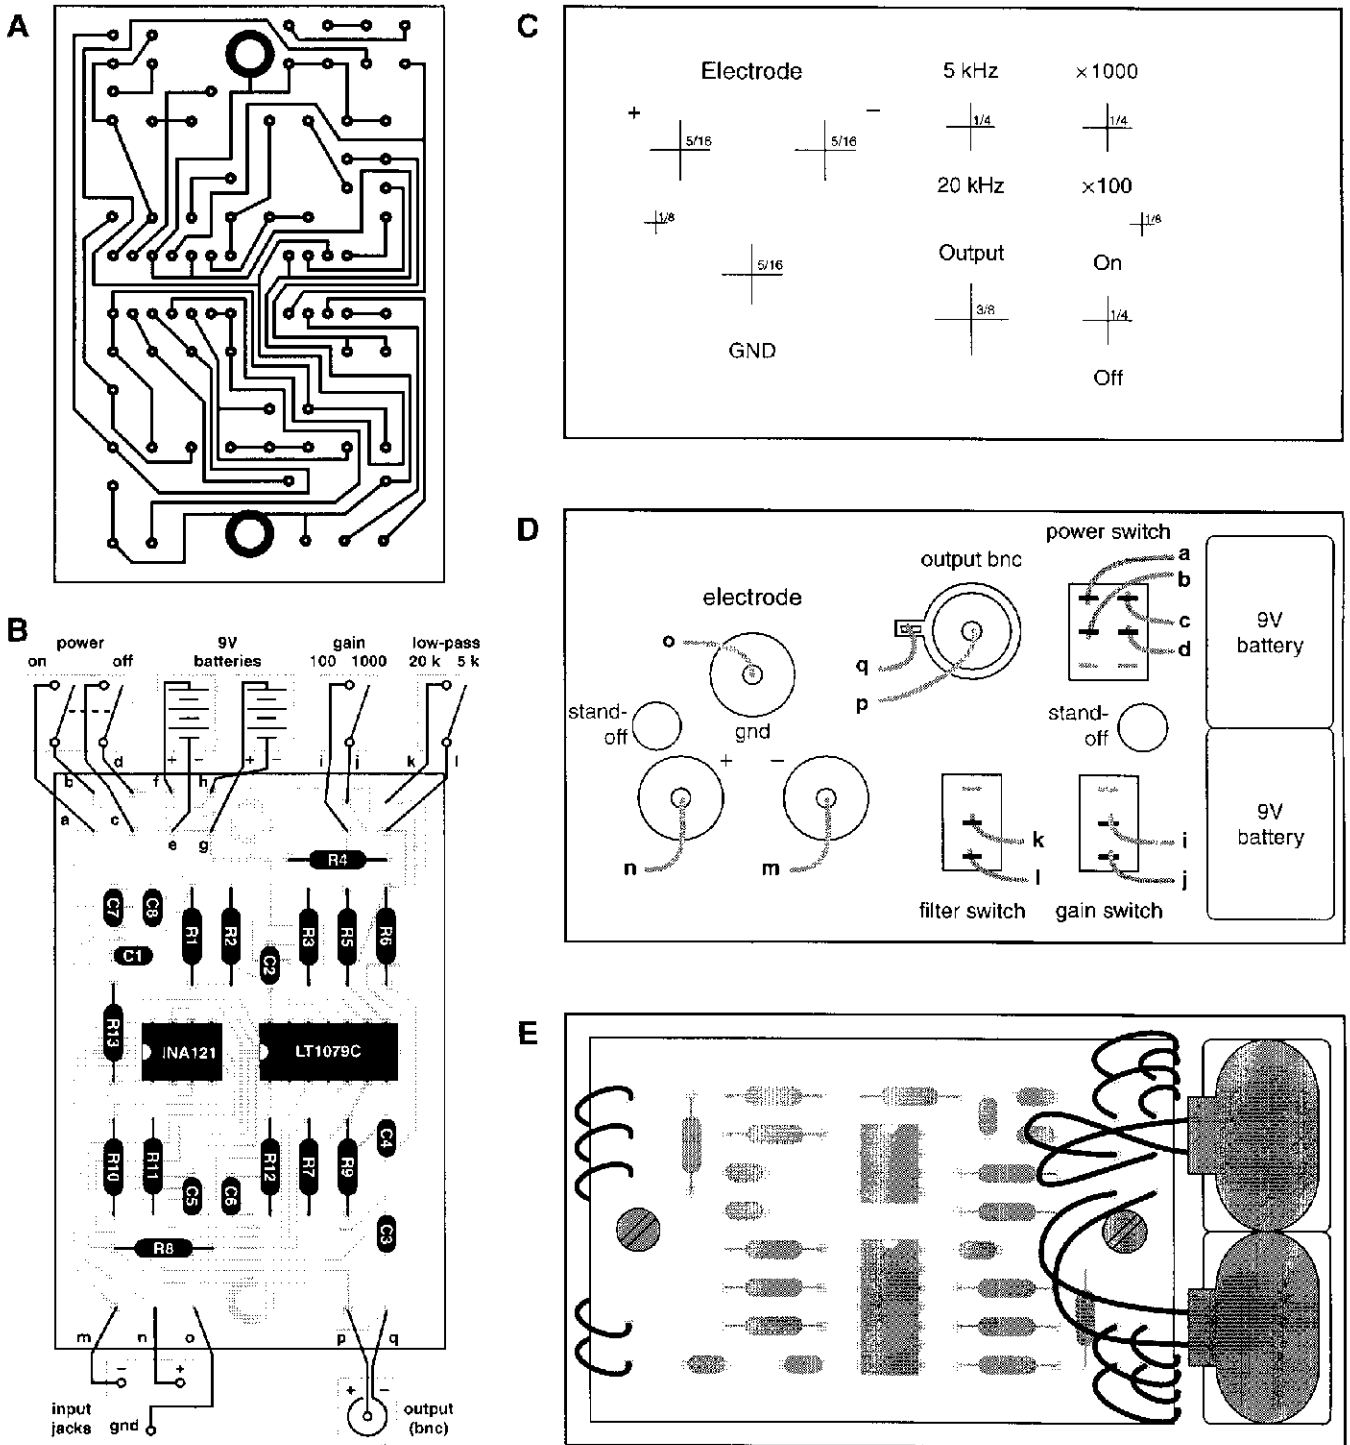 A
B
power
on off
9V
batteries
gain
100 1000
low-pass
20 k 5 k
+ − + −
b d f h i j k l
a c e g
R4
C7 C8 R1 R2 C2 R3 R5 R6
C1
R13 INA121 LT1079C
R10 R11 C5 C6 R12 R7 R9 C4
C3
R8
m n o p q
− + + −
input
jacks gnd
output
(bnc)
C
Electrode 5 kHz ×1000
+ −
5/16 5/16 1/4 1/4
20 kHz ×100
1/8 1/8
Output On
5/16 3/8 1/4
GND
Off
D
power switch
output bnc
a
b
c
d
electrode
o
q
p
9V
battery
stand-
off
gnd
stand-
off
+ −
n m
k
l
i
j
9V
battery
filter switch gain switch
E